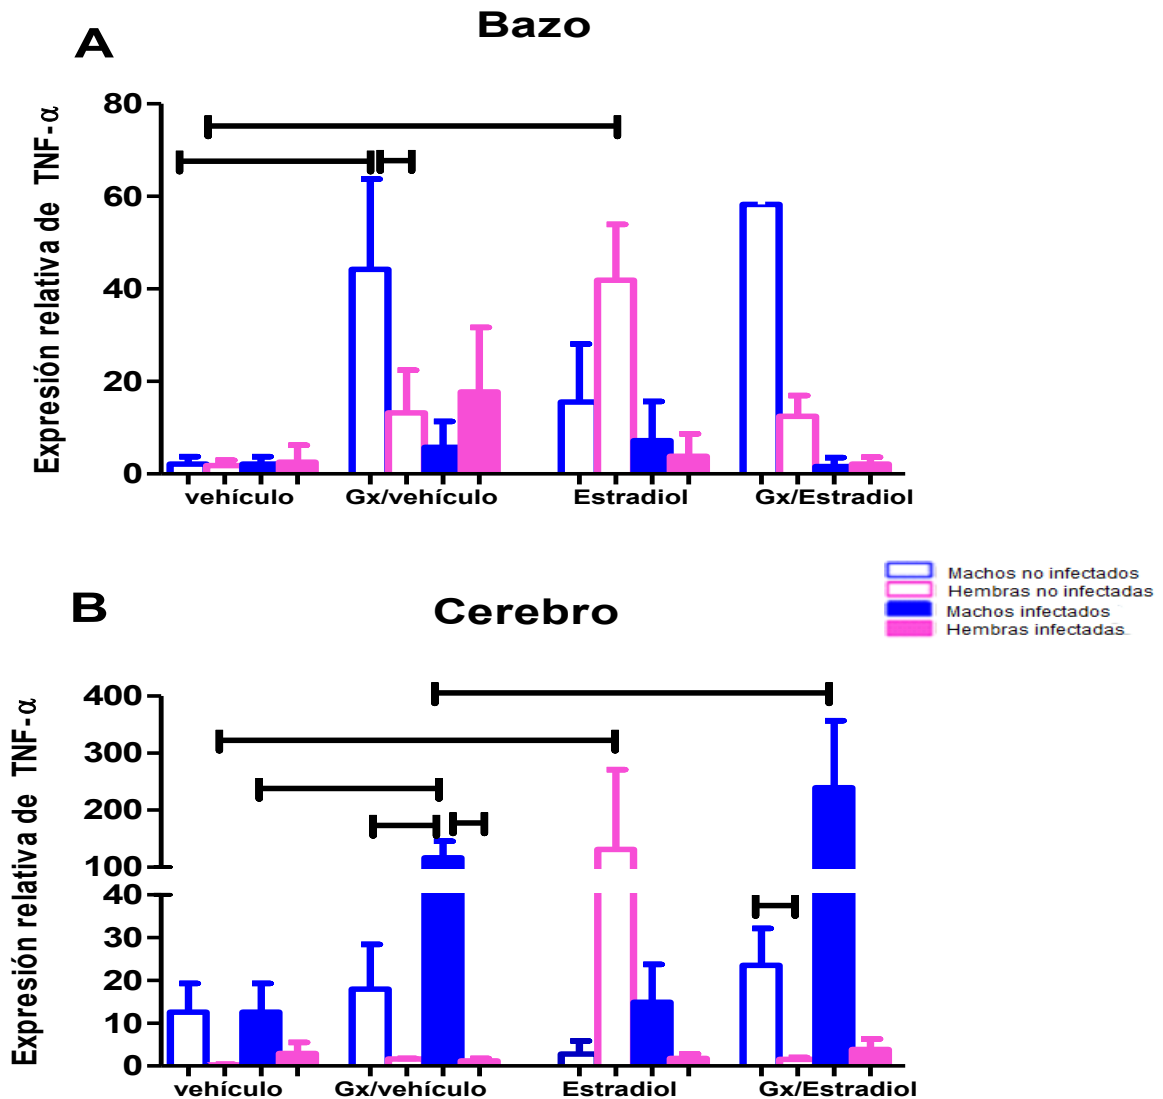 A
Bazo
Expresión relativa de TNF-α
80
60
40
20
0
vehículo Gx/vehículo Estradiol Gx/Estradiol
Machos no infectados
Hembras no infectadas
Machos infectados
Hembras infectadas.
B
Cerebro
Expresión relativa de TNF-α
400
300
200
100
40
30
20
10
0
vehículo Gx/vehículo Estradiol Gx/Estradiol